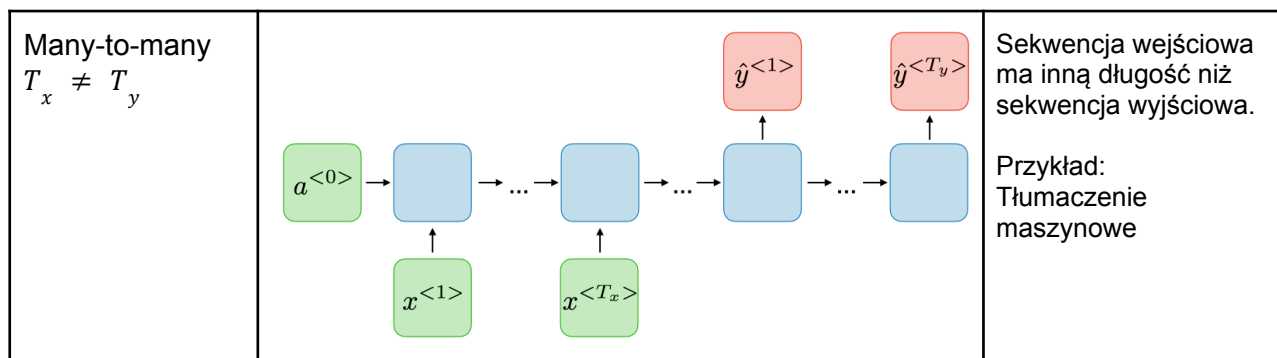 Many-to-many
T_x ≠ T_y
ŷ^{<1>} ŷ^{<T_y>}
a^{<0>} ... ... ...
x^{<1>} x^{<T_x>}
Sekwencja wejściowa
ma inną długość niż
sekwencja wyjściowa.
Przykład:
Tłumaczenie
maszynowe